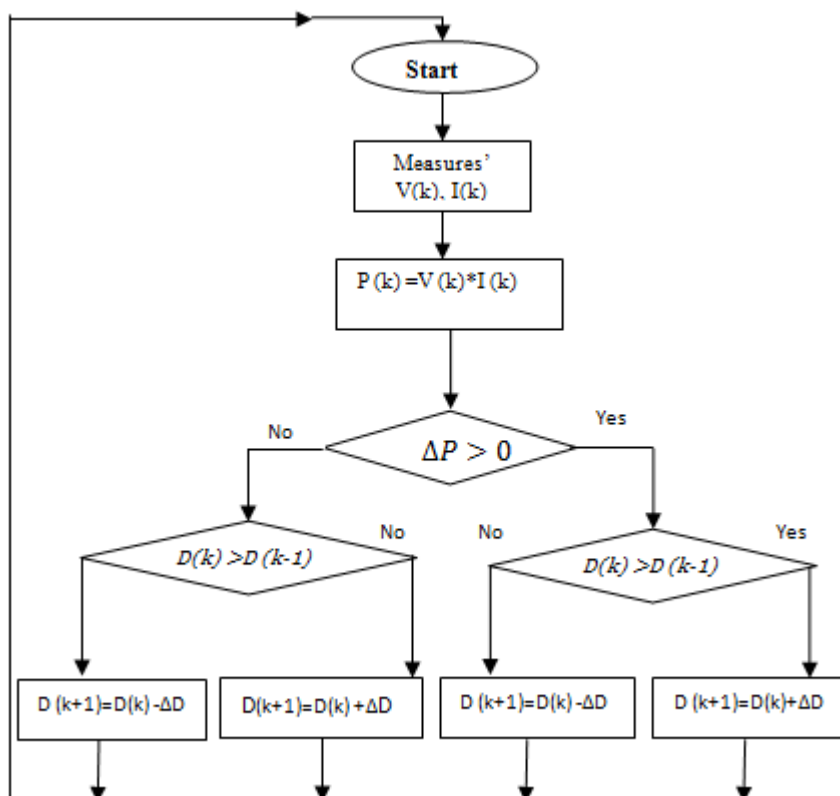 Start
Measures’
V(k), I(k)
P(k)=V(k)*I(k)
No
Yes
ΔP > 0
No
No
Yes
D(k) >D(k-1)
D(k) >D(k-1)
D(k+1)=D(k)-ΔD
D(k+1)=D(k)+ΔD
D(k+1)=D(k)-ΔD
D(k+1)=D(k)+ΔD